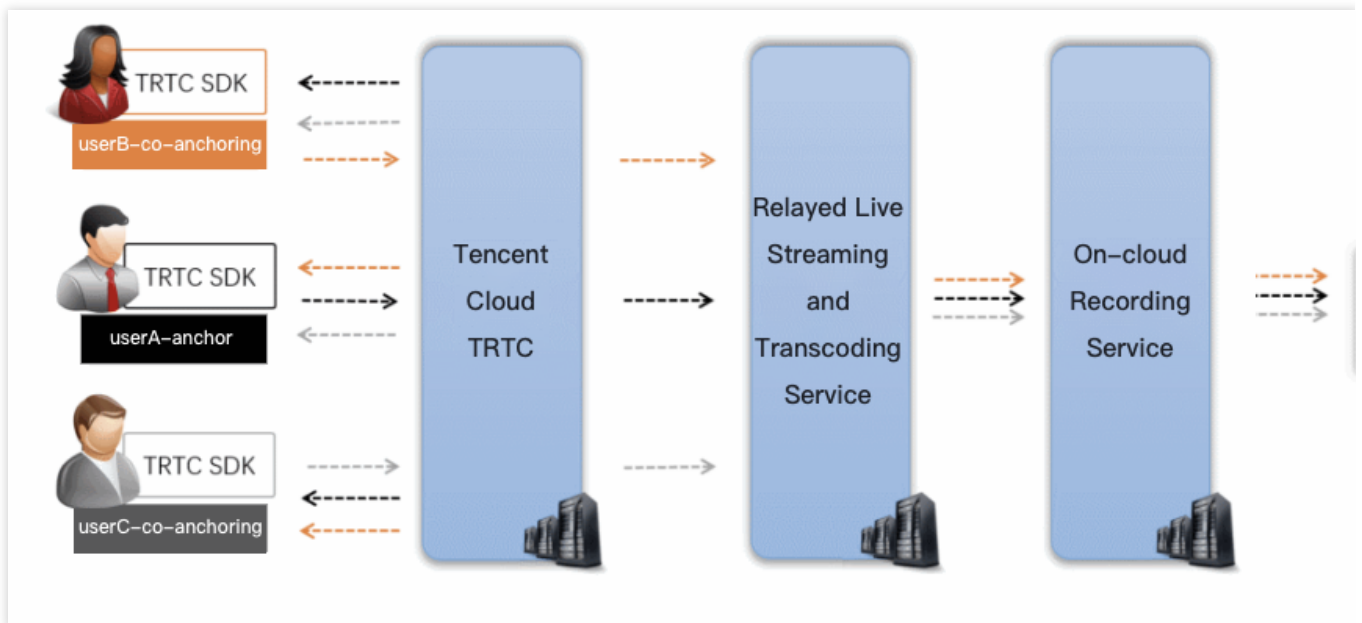 TRTC SDK
userB-co-anchoring
TRTC SDK
userA-anchor
TRTC SDK
userC-co-anchoring
Tencent
Cloud
TRTC
Relayed Live
Streaming
and
Transcoding
Service
On-cloud
Recording
Service